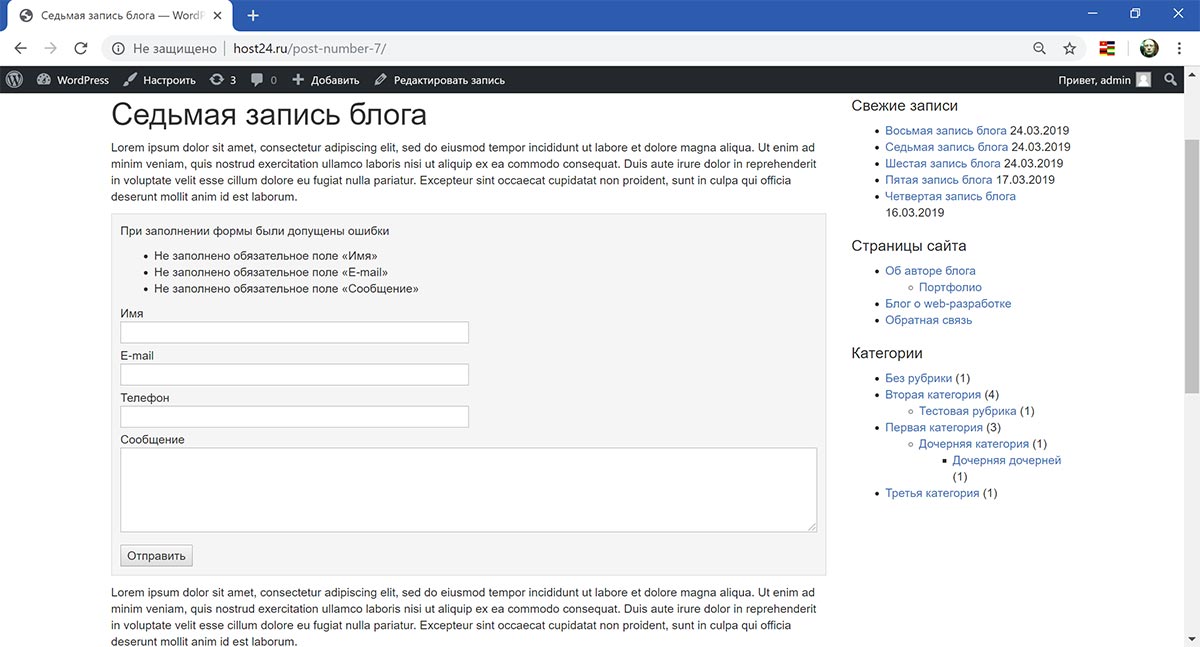 Седьмая запись блога — WordP
Не защищено | host24.ru/post-number-7/
WordPress Настроить 3 0 Добавить Редактировать запись Привет, admin
Седьмая запись блога
Lorem ipsum dolor sit amet, consectetur adipiscing elit, sed do eiusmod tempor incididunt ut labore et dolore magna aliqua. Ut enim ad
minim veniam, quis nostrud exercitation ullamco laboris nisi ut aliquip ex ea commodo consequat. Duis aute irure dolor in reprehenderit
in voluptate velit esse cillum dolore eu fugiat nulla pariatur. Excepteur sint occaecat cupidatat non proident, sunt in culpa qui officia
deserunt mollit anim id est laborum.
При заполнении формы были допущены ошибки
• Не заполнено обязательное поле «Имя»
• Не заполнено обязательное поле «E-mail»
• Не заполнено обязательное поле «Сообщение»
Имя
E-mail
Телефон
Сообщение
Отправить
Lorem ipsum dolor sit amet, consectetur adipiscing elit, sed do eiusmod tempor incididunt ut labore et dolore magna aliqua. Ut enim ad
minim veniam, quis nostrud exercitation ullamco laboris nisi ut aliquip ex ea commodo consequat. Duis aute irure dolor in reprehenderit
in voluptate velit esse cillum dolore eu fugiat nulla pariatur. Excepteur sint occaecat cupidatat non proident, sunt in culpa qui officia
deserunt mollit anim id est laborum.
Свежие записи
• Восьмая запись блога 24.03.2019
• Седьмая запись блога 24.03.2019
• Шестая запись блога 24.03.2019
• Пятая запись блога 17.03.2019
• Четвертая запись блога
16.03.2019
Страницы сайта
• Об авторе блога
◦ Портфолио
• Блог о web-разработке
• Обратная связь
Категории
• Без рубрики (1)
• Вторая категория (4)
◦ Тестовая рубрика (1)
• Первая категория (3)
◦ Дочерняя категория (1)
▪ Дочерняя дочерней
(1)
• Третья категория (1)